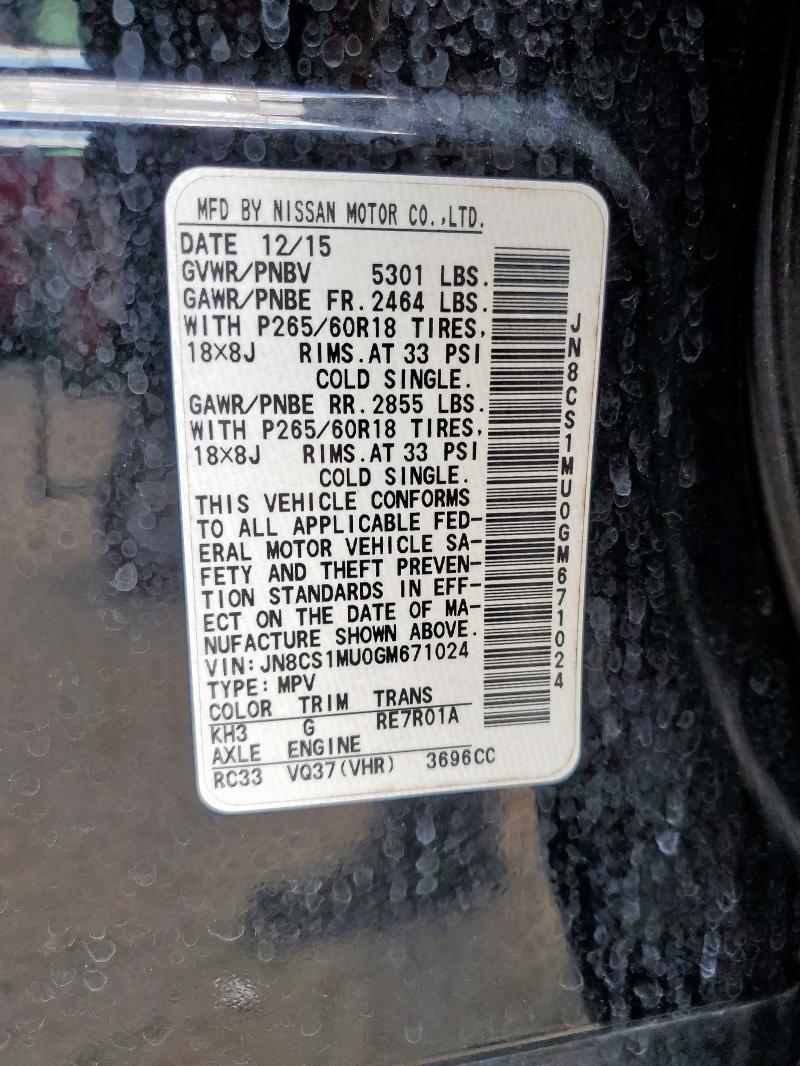 MFD BY NISSAN MOTOR CO.,LTD.
DATE 12/15
GVWR/PNBV 5301 LBS.
GAWR/PNBE FR.2464 LBS.
WITH P265/60R18 TIRES,
18×8J RIMS.AT 33 PSI
COLD SINGLE.
GAWR/PNBE RR.2855 LBS.
WITH P265/60R18 TIRES,
18×8J RIMS.AT 33 PSI
COLD SINGLE.
THIS VEHICLE CONFORMS
TO ALL APPLICABLE FED-
ERAL MOTOR VEHICLE SA-
FETY AND THEFT PREVEN-
TION STANDARDS IN EFF-
ECT ON THE DATE OF MA-
NUFACTURE SHOWN ABOVE.
VIN:JN8CS1MU0GM671024
TYPE:MPV
COLOR TRIM TRANS
KH3 G RE7R01A
AXLE ENGINE
RC33 VQ37(VHR) 3696CC
JN8CS1MU0GM671024